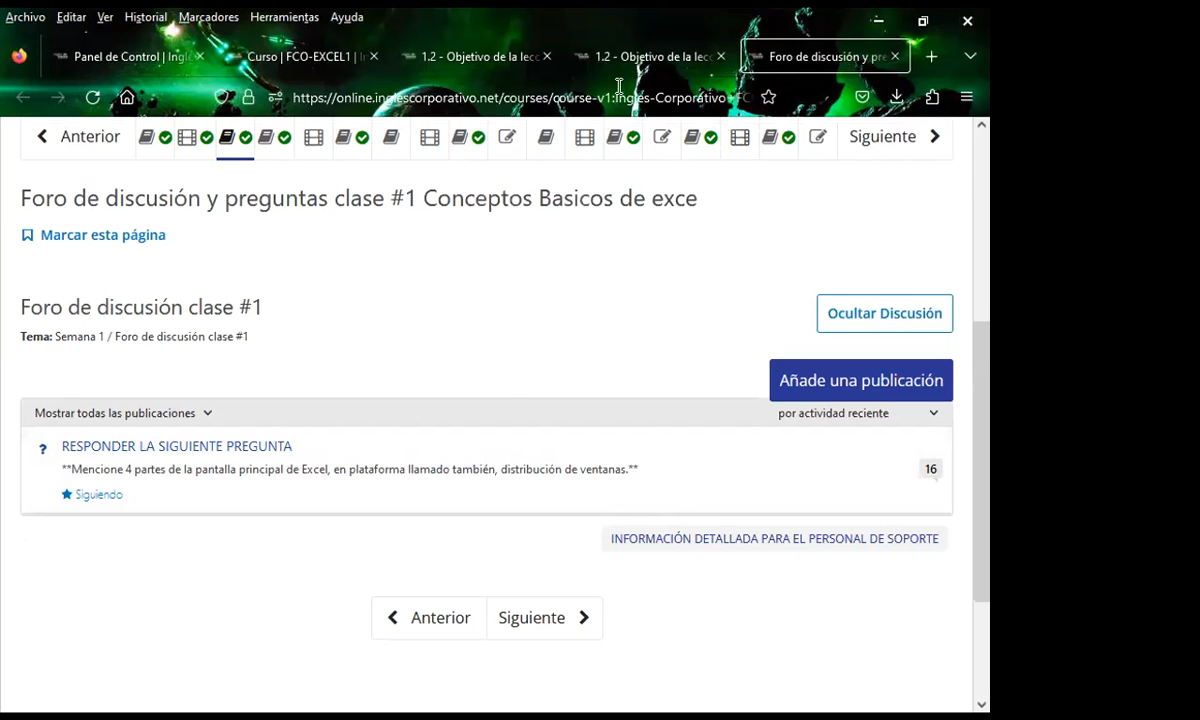 Archivo Editar Ver Historial Marcadores Herramientas Ayuda
Panel de Control | Ingle
Curso | FCO-EXCEL1 | I
1.2 - Objetivo de la lecc
1.2 - Objetivo de la lecc
Foro de discusión y pre
https://online.inglescorporativo.net/courses/course-v1:Ingles-Corporativo+FC
Anterior
Siguiente
Foro de discusión y preguntas clase #1 Conceptos Basicos de exce
Marcar esta página
Foro de discusión clase #1
Ocultar Discusión
Tema: Semana 1 / Foro de discusión clase #1
Añade una publicación
Mostrar todas las publicaciones
por actividad reciente
? RESPONDER LA SIGUIENTE PREGUNTA
**Mencione 4 partes de la pantalla principal de Excel, en plataforma llamado también, distribución de ventanas.**
16
Siguiendo
INFORMACIÓN DETALLADA PARA EL PERSONAL DE SOPORTE
Anterior
Siguiente